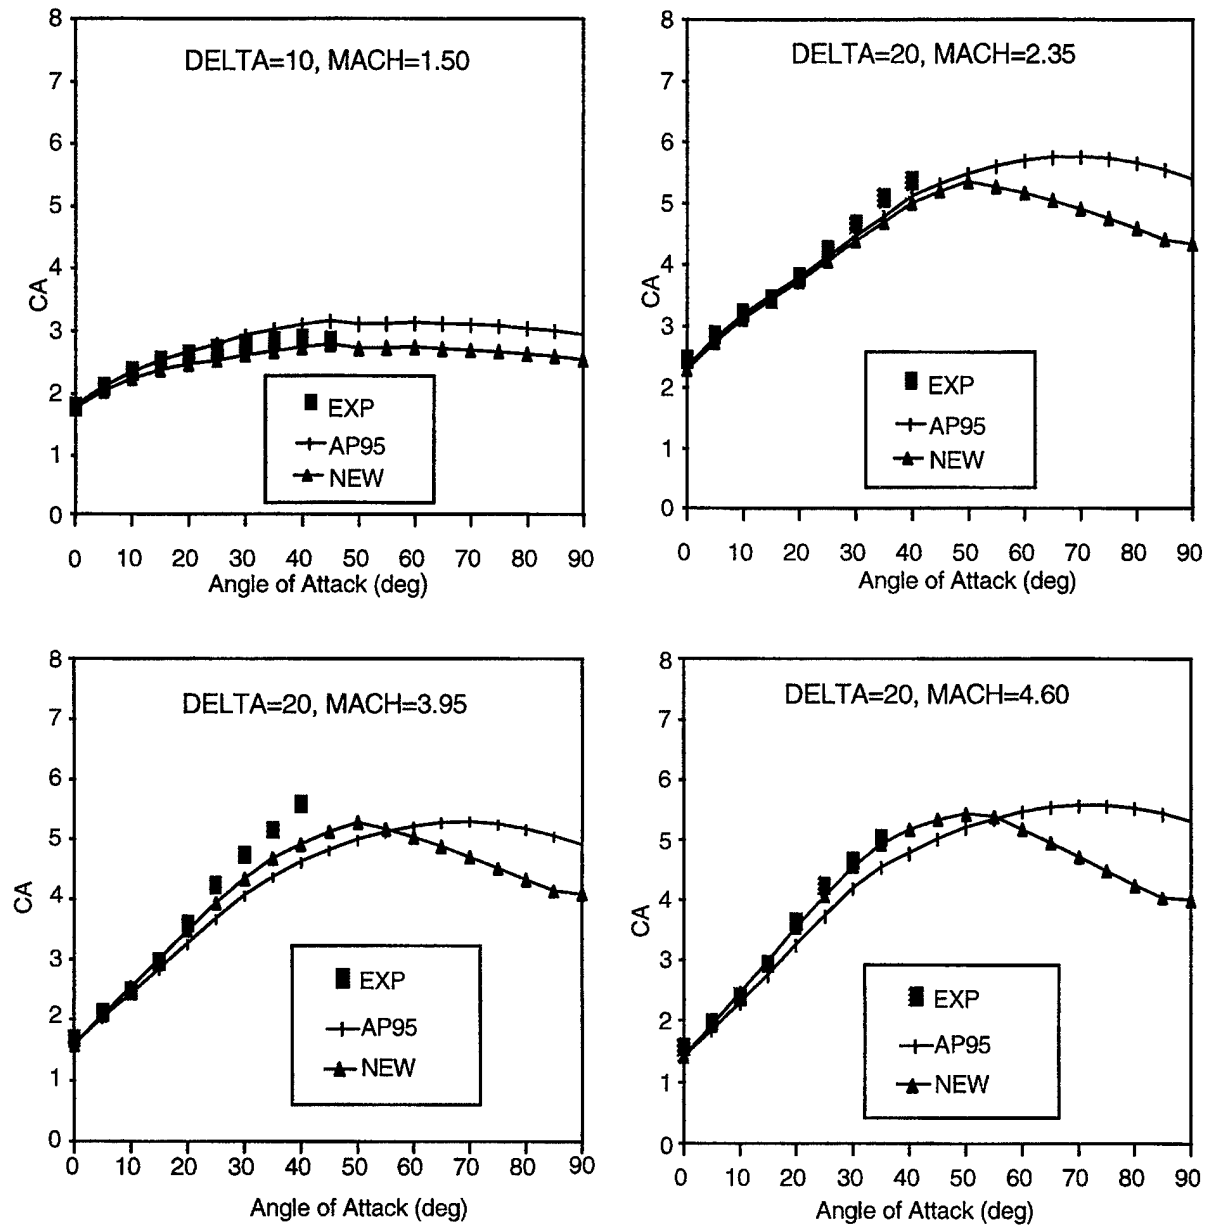 DELTA=10, MACH=1.50
8
7
6
5
4
3
2
1
0
CA
EXP
AP95
NEW
0 10 20 30 40 50 60 70 80 90
Angle of Attack (deg)
DELTA=20, MACH=2.35
8
7
6
5
4
3
2
1
0
CA
EXP
AP95
NEW
0 10 20 30 40 50 60 70 80 90
Angle of Attack (deg)
DELTA=20, MACH=3.95
8
7
6
5
4
3
2
1
0
CA
EXP
AP95
NEW
0 10 20 30 40 50 60 70 80 90
Angle of Attack (deg)
DELTA=20, MACH=4.60
8
7
6
5
4
3
2
1
0
CA
EXP
AP95
NEW
0 10 20 30 40 50 60 70 80 90
Angle of Attack (deg)